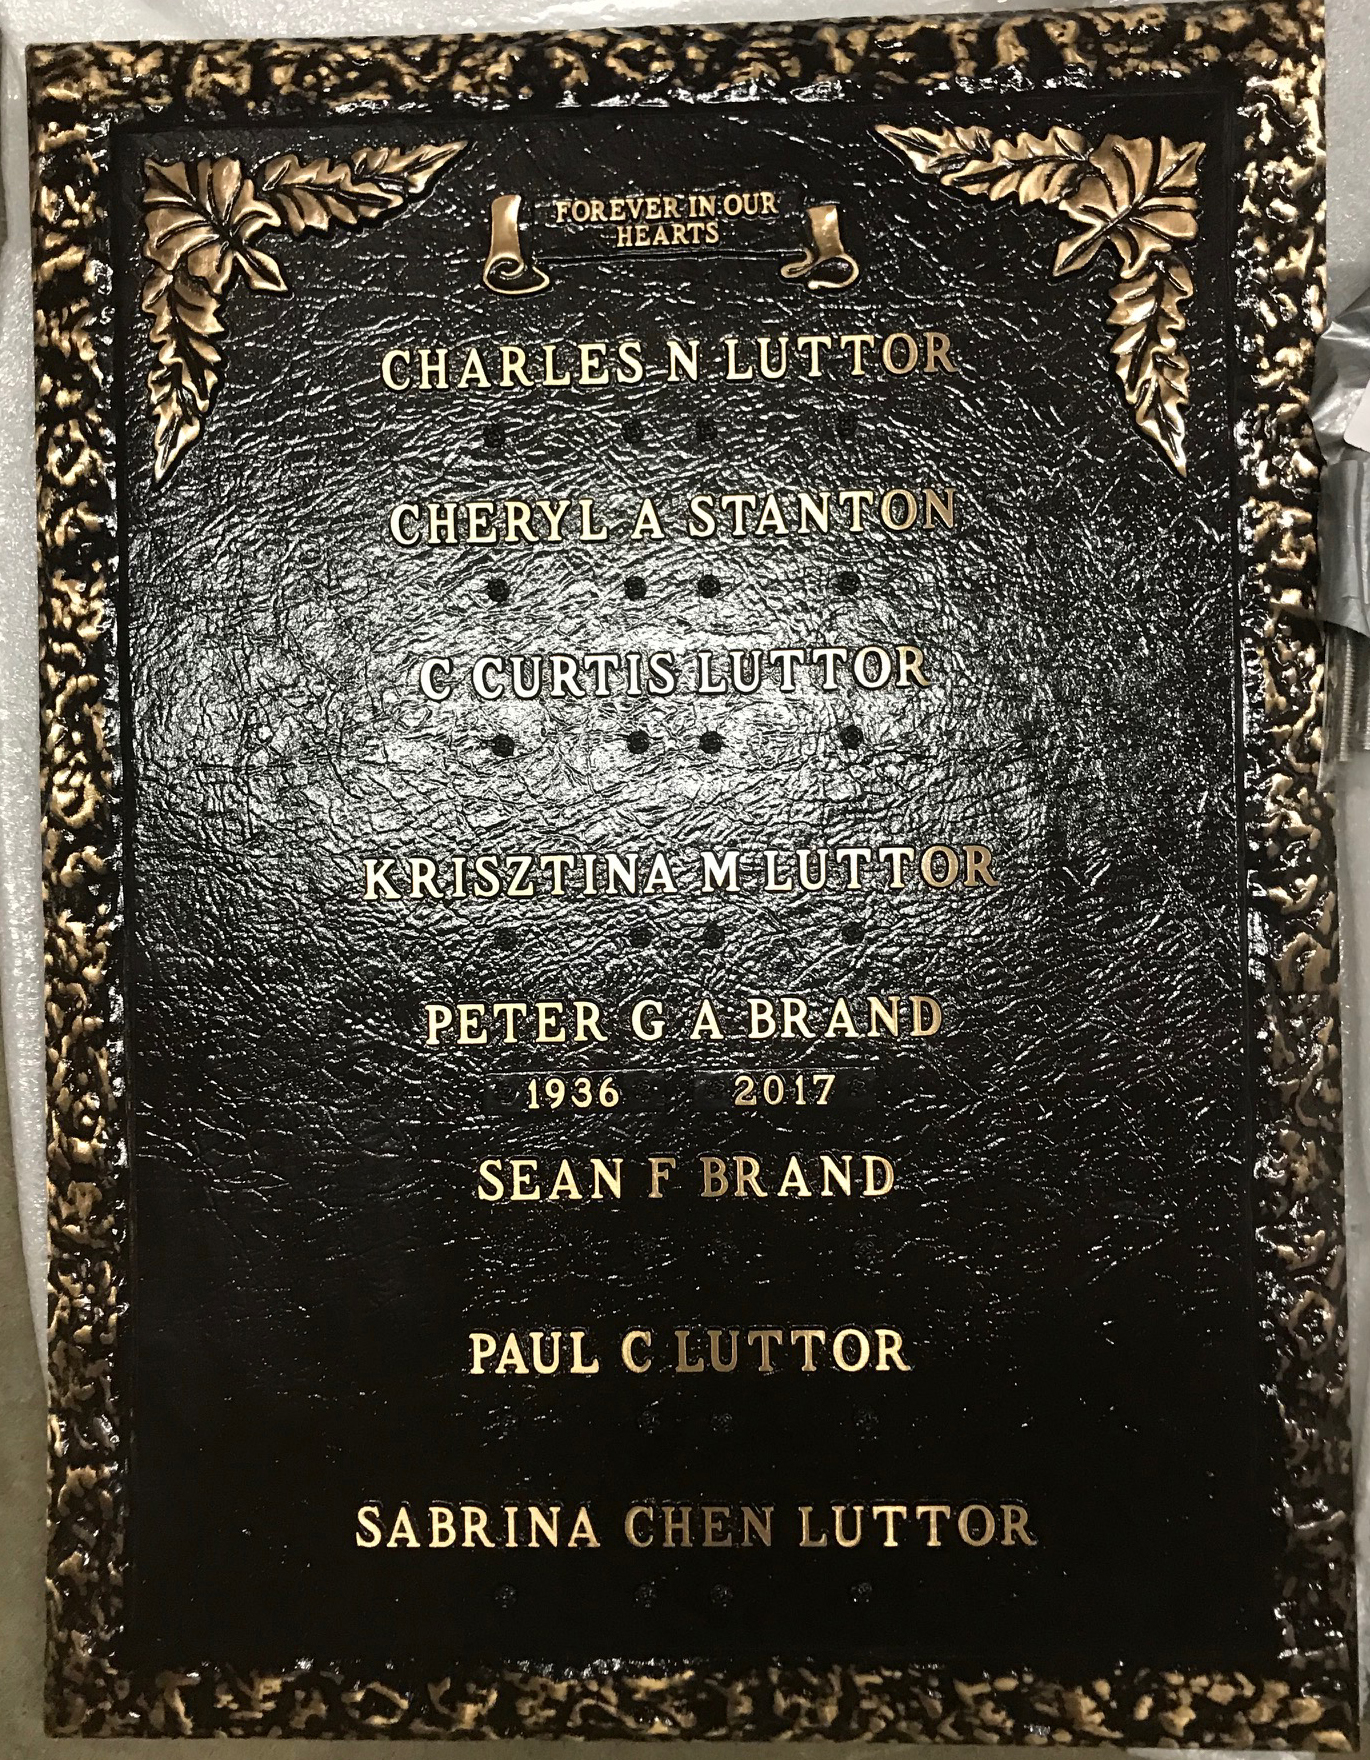 FOREVER IN OUR
HEARTS
CHARLES N LUTTOR
CHERYL A STANTON
C CURTIS LUTTOR
KRISZTINA M LUTTOR
PETER G A BRAND
1936 2017
SEAN F BRAND
PAUL C LUTTOR
SABRINA CHEN LUTTOR